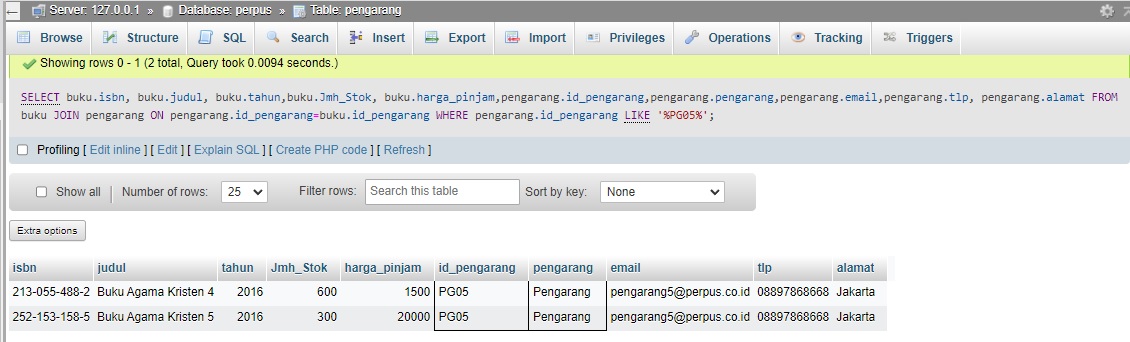 Server: 127.0.0.1 » Database: perpus » Table: pengarang
Browse Structure SQL Search Insert Export Import Privileges Operations Tracking Triggers
Showing rows 0 - 1 (2 total, Query took 0.0094 seconds.)
SELECT buku.isbn, buku.judul, buku.tahun,buku.Jmh_Stok, buku.harga_pinjam,pengarang.id_pengarang,pengarang.pengarang,pengarang.email,pengarang.tlp, pengarang.alamat FROM
buku JOIN pengarang ON pengarang.id_pengarang=buku.id_pengarang WHERE pengarang.id_pengarang LIKE '%PG05%';
Profiling [ Edit inline ] [ Edit ] [ Explain SQL ] [ Create PHP code ] [ Refresh ]
Show all Number of rows: 25 Filter rows: Search this table Sort by key: None
Extra options
isbn judul tahun Jmh_Stok harga_pinjam id_pengarang pengarang email tlp alamat
213-055-488-2 Buku Agama Kristen 4 2016 600 1500 PG05 Pengarang pengarang5@perpus.co.id 08897868668 Jakarta
252-153-158-5 Buku Agama Kristen 5 2016 300 20000 PG05 Pengarang pengarang5@perpus.co.id 08897868668 Jakarta